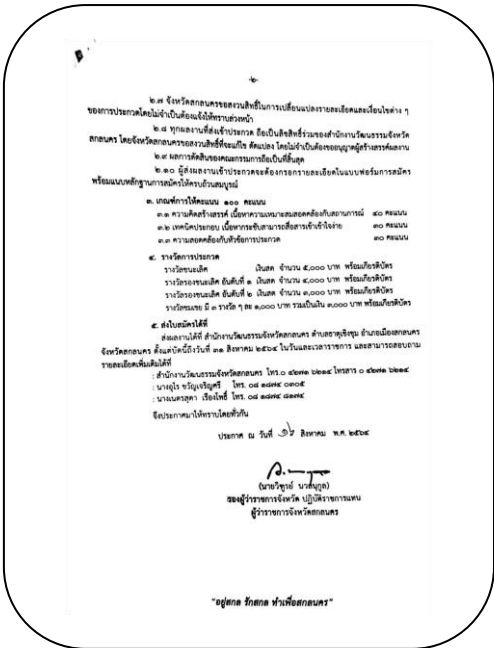 -๒-
๒.๗ จังหวัดสกลนครขอสงวนสิทธิ์ในการเปลี่ยนแปลงรายละเอียดและเงื่อนไขต่าง ๆ
ของการประกวดโดยไม่จำเป็นต้องแจ้งให้ทราบล่วงหน้า
๒.๘ ทุกผลงานที่ส่งเข้าประกวด ถือเป็นลิขสิทธิ์ร่วมของสำนักงานวัฒนธรรมจังหวัด
สกลนคร โดยจังหวัดสกลนครขอสงวนสิทธิ์ที่จะแก้ไข ดัดแปลง โดยไม่จำเป็นต้องขออนุญาตผู้สร้างสรรค์ผลงาน
๒.๙ ผลการตัดสินของคณะกรรมการถือเป็นที่สิ้นสุด
๒.๑๐ ผู้ส่งผลงานเข้าประกวดจะต้องกรอกรายละเอียดในแบบฟอร์มการสมัคร
พร้อมแนบหลักฐานการสมัครให้ครบถ้วนสมบูรณ์
๓. เกณฑ์การให้คะแนน ๑๐๐ คะแนน
๓.๑ ความคิดสร้างสรรค์ เนื้อหาความเหมาะสมสอดคล้องกับสถานการณ์ ๔๐ คะแนน
๓.๒ เทคนิคประกอบ เนื้อหากระชับสามารถสื่อสารเข้าใจง่าย ๓๐ คะแนน
๓.๓ ความสอดคล้องกับหัวข้อการประกวด ๓๐ คะแนน
๔. รางวัลการประกวด
รางวัลชนะเลิศ เงินสด จำนวน ๕,๐๐๐ บาท พร้อมเกียรติบัตร
รางวัลรองชนะเลิศ อันดับที่ ๑ เงินสด จำนวน ๔,๐๐๐ บาท พร้อมเกียรติบัตร
รางวัลรองชนะเลิศ อันดับที่ ๒ เงินสด จำนวน ๓,๐๐๐ บาท พร้อมเกียรติบัตร
รางวัลชมเชย มี ๓ รางวัล ๆ ละ ๑,๐๐๐ บาท รวมเป็นเงิน ๓,๐๐๐ บาท พร้อมเกียรติบัตร
๕. ส่งใบสมัครได้ที่
ส่งผลงานได้ที่ สำนักงานวัฒนธรรมจังหวัดสกลนคร ตำบลธาตุเชิงชุม อำเภอเมืองสกลนคร
จังหวัดสกลนคร ตั้งแต่บัดนี้ถึงวันที่ ๓๑ สิงหาคม ๒๕๖๔ ในวันและเวลาราชการ และสามารถสอบถาม
รายละเอียดเพิ่มเติมได้ที่
: สำนักงานวัฒนธรรมจังหวัดสกลนคร โทร.๐ ๔๒๗๑ ๖๒๑๔ โทรสาร ๐ ๔๒๗๑ ๖๒๑๔
: นางอุไร ขวัญเจริญศรี โทร. ๐๘ ๑๘๗๔ ๐๓๐๕
: นางเนตรสุดา เรืองโพธิ์ โทร. ๐๘ ๑๘๗๔ ๘๑๗๔
จึงประกาศมาให้ทราบโดยทั่วกัน
ประกาศ ณ วันที่ ๑๖ สิงหาคม พ.ศ. ๒๕๖๔
(นายวิฑูรย์ นวลนุกูล)
รองผู้ว่าราชการจังหวัด ปฏิบัติราชการแทน
ผู้ว่าราชการจังหวัดสกลนคร
"อยู่สกล รักสกล ทำเพื่อสกลนคร"